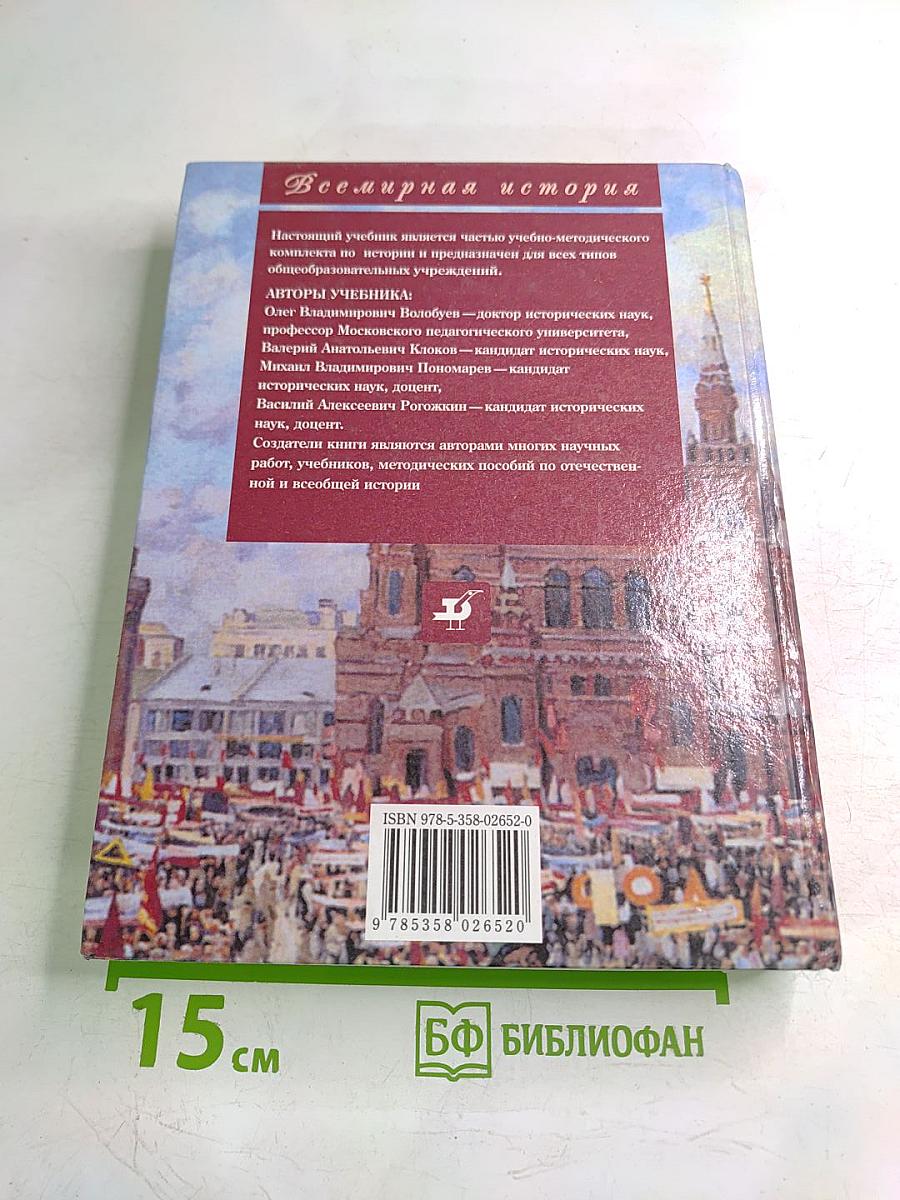 Всемирная история
Настоящий учебник является частью учебно-методического
комплекта по истории и предназначен для всех типов
общеобразовательных учреждений.
АВТОРЫ УЧЕБНИКА:
Олег Владимирович Волобуев — доктор исторических наук,
профессор Московского педагогического университета,
Валерий Анатольевич Клоков — кандидат исторических наук,
Михаил Владимирович Пономарев — кандидат
исторических наук, доцент,
Василий Алексеевич Рогожкин — кандидат исторических
наук, доцент.
Создатели книги являются авторами многих научных
работ, учебников, методических пособий по отечествен-
ной и всеобщей истории
ISBN 978-5-358-02652-0
9 785358 026520
15 см
БФ БИБЛИОФАН